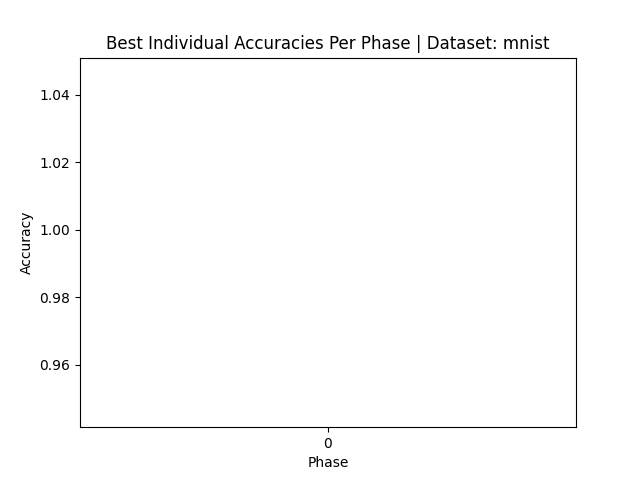 Best Individual Accuracies Per Phase | Dataset: mnist
1.04
1.02
1.00
0.98
0.96
Accuracy
0
Phase